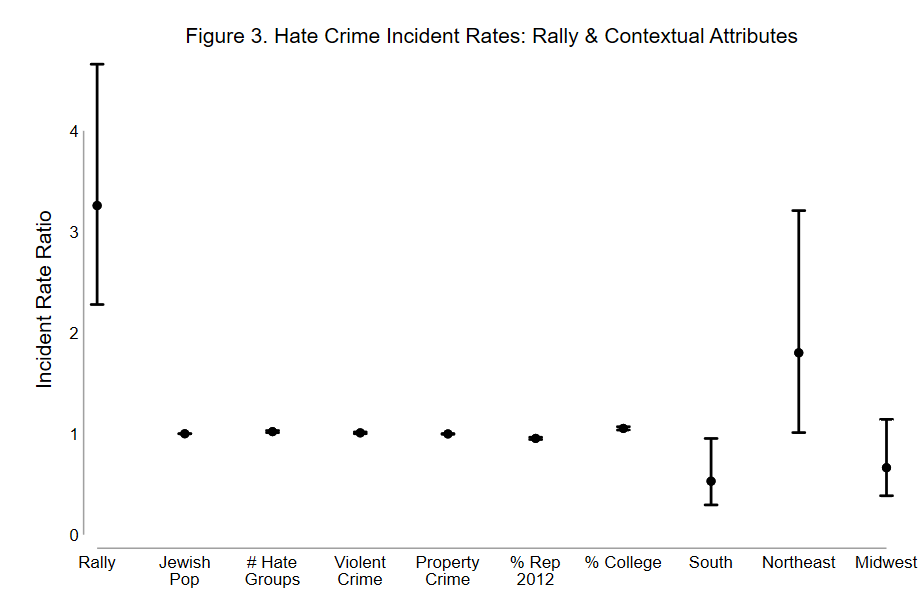 Figure 3. Hate Crime Incident Rates: Rally & Contextual Attributes
Incident Rate Ratio
4
3
2
1
0
Rally
Jewish
Pop
# Hate
Groups
Violent
Crime
Property
Crime
% Rep
2012
% College
South
Northeast
Midwest